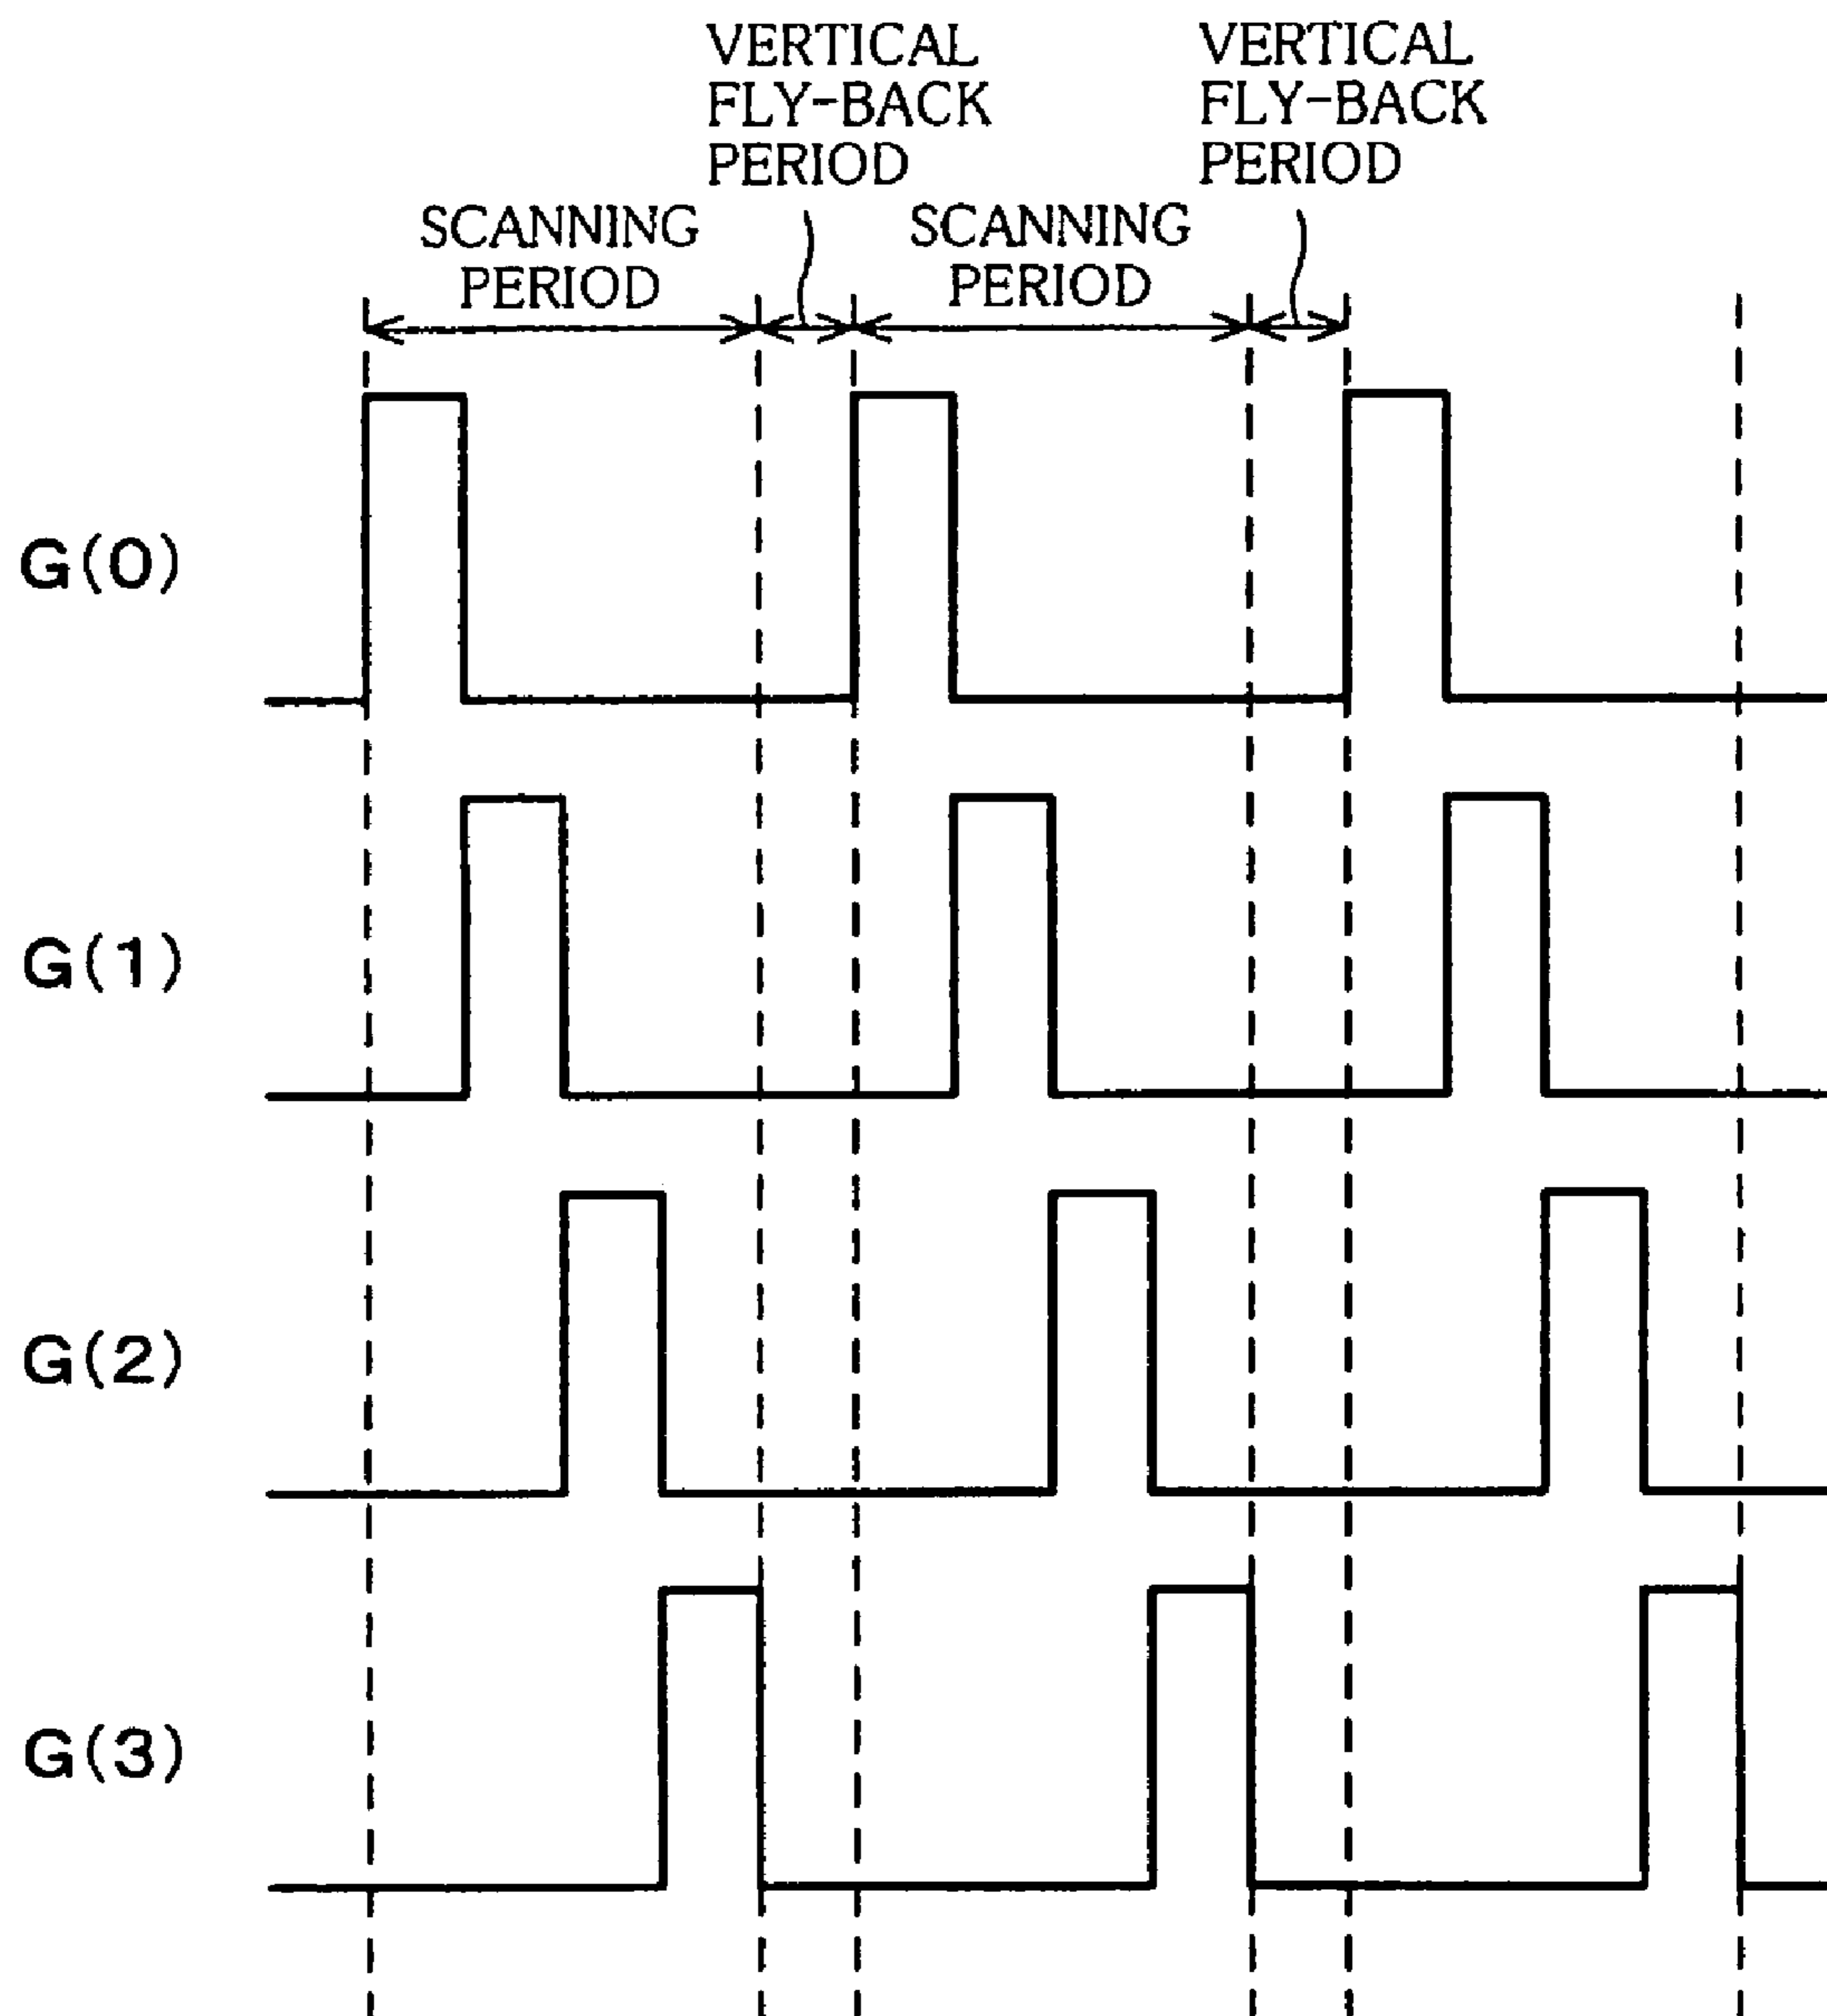 VERTICAL
FLY-BACK
PERIOD
VERTICAL
FLY-BACK
PERIOD
SCANNING
PERIOD
SCANNING
PERIOD
G(0)
G(1)
G(2)
G(3)